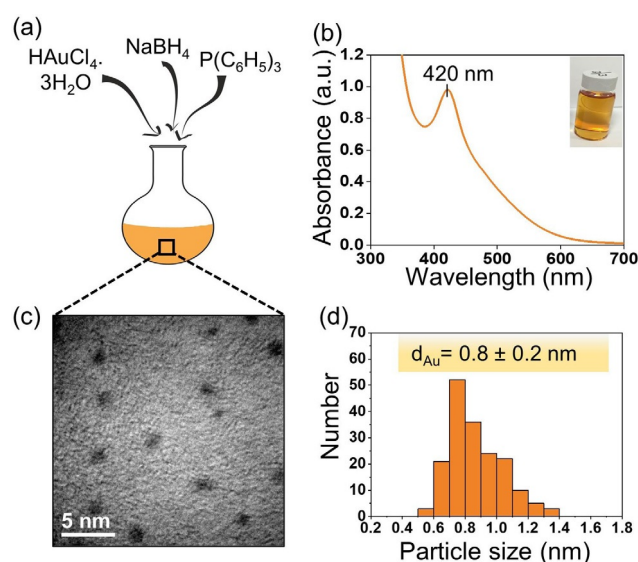 (a)
HAuCl₄.
3H₂O
NaBH₄
P(C₆H₅)₃
(b)
Absorbance (a.u.)
1.2
1.0
0.8
0.6
0.4
0.2
0.0
420 nm
300 400 500 600 700
Wavelength (nm)
(c)
5 nm
(d)
Number
70
60
50
40
30
20
10
0
d_Au= 0.8 ± 0.2 nm
0.2 0.4 0.6 0.8 1.0 1.2 1.4 1.6 1.8
Particle size (nm)